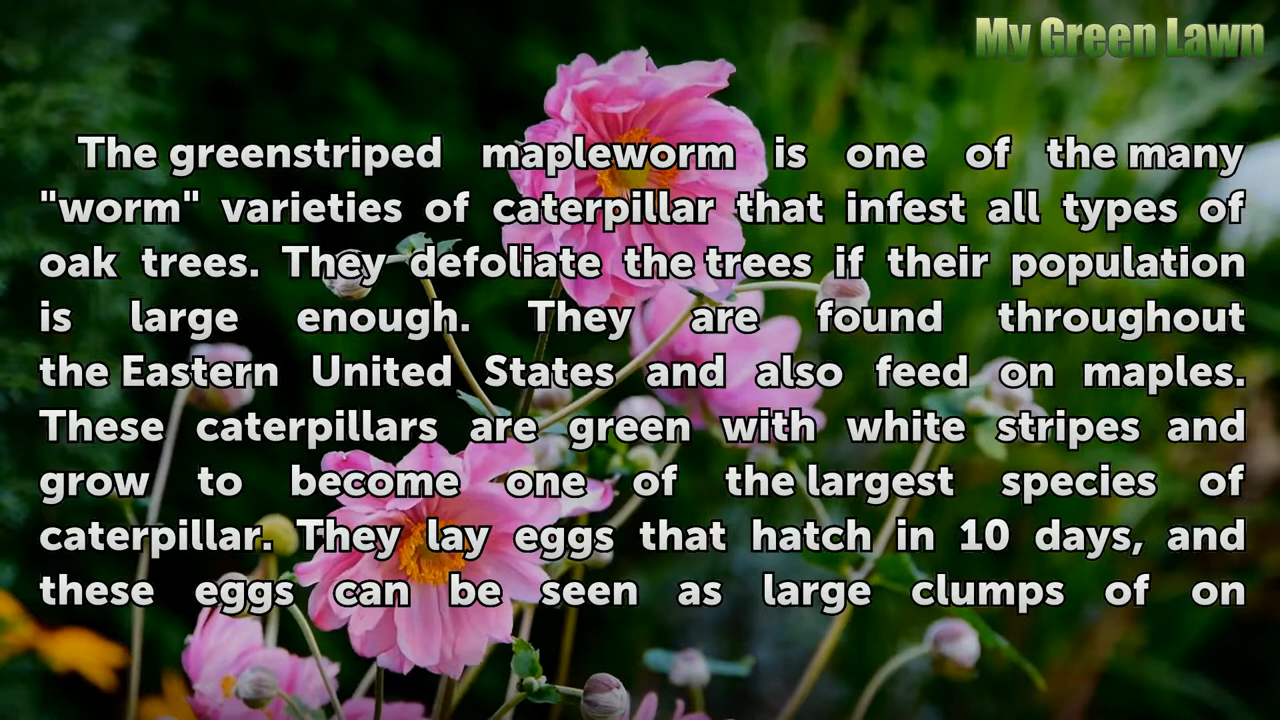 My Green Lawn
The greenstriped mapleworm is one of the many
"worm" varieties of caterpillar that infest all types of
oak trees. They defoliate the trees if their population
is large enough. They are found throughout
the Eastern United States and also feed on maples.
These caterpillars are green with white stripes and
grow to become one of the largest species of
caterpillar. They lay eggs that hatch in 10 days, and
these eggs can be seen as large clumps of on